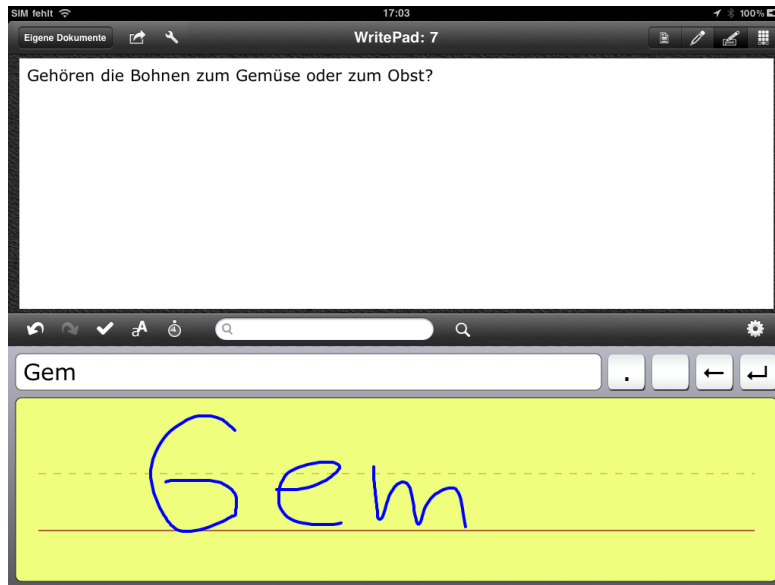 SIM fehlt 17:03 100%
Eigene Dokumente WritePad: 7
Gehören die Bohnen zum Gemüse oder zum Obst?
Gem .
Gem